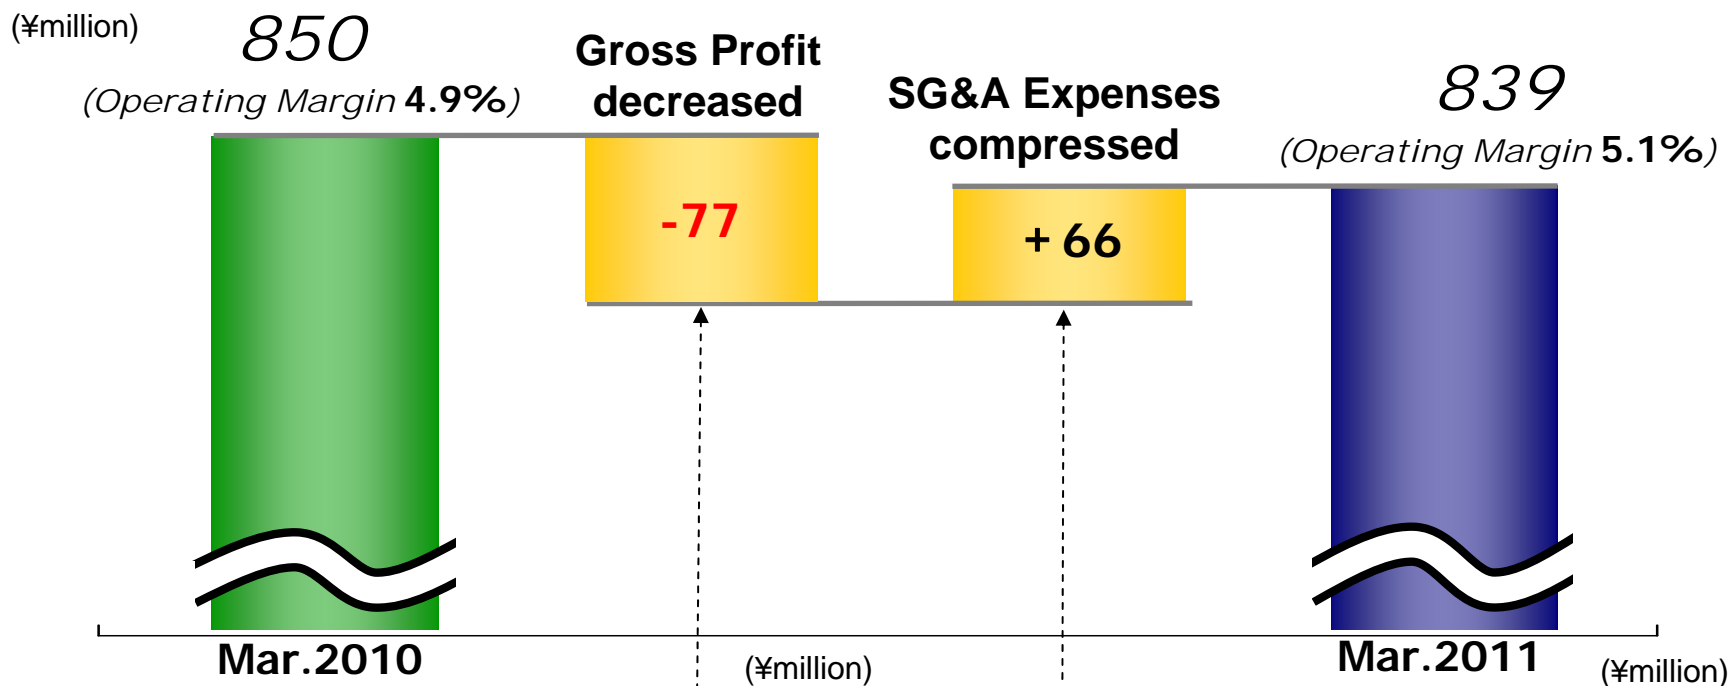 (¥million)
850
(Operating Margin 4.9%)
Gross Profit
decreased
-77
SG&A Expenses
compressed
+ 66
839
(Operating Margin 5.1%)
Mar.2010
(¥million)
Mar.2011
(¥million)